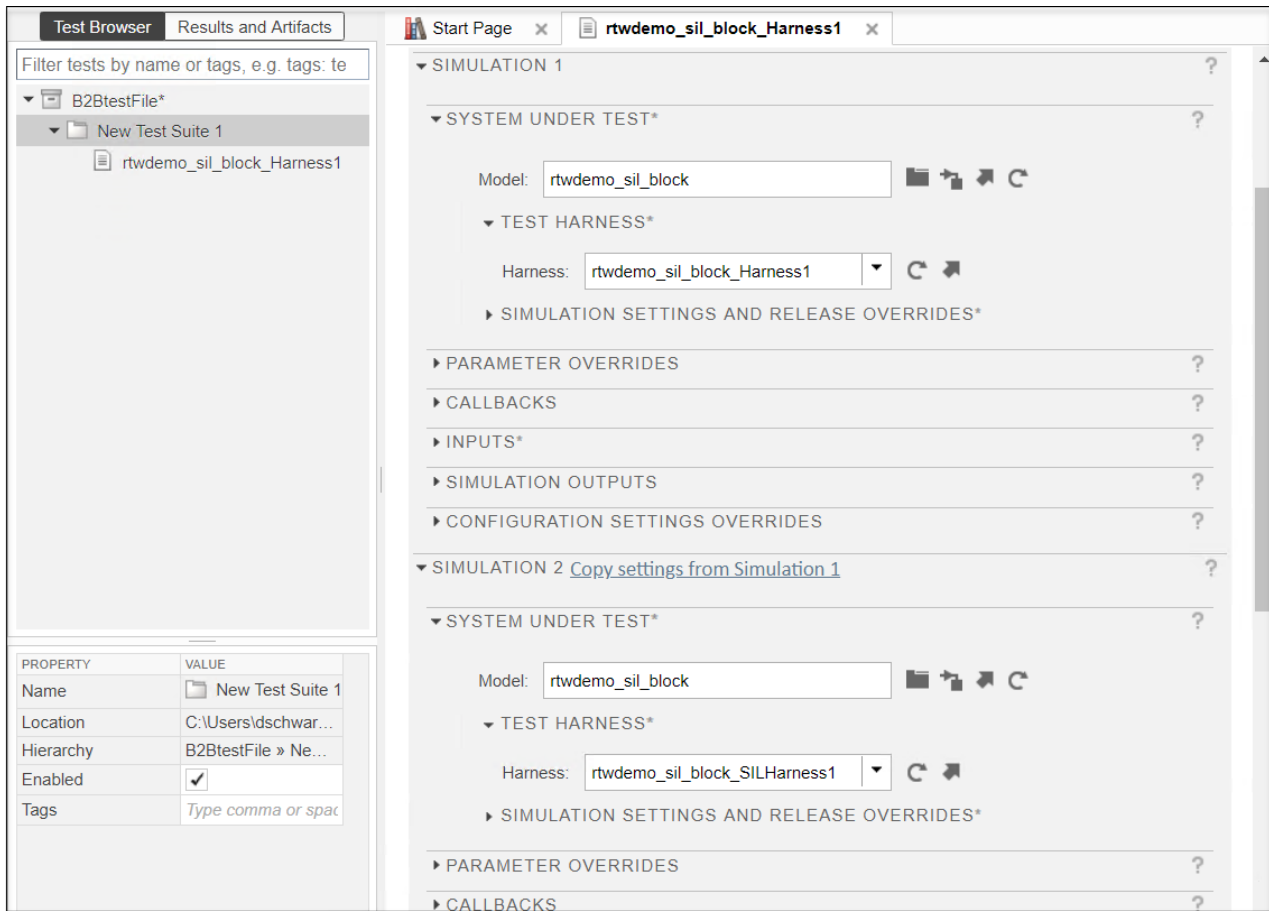 Test Browser
Results and Artifacts
Filter tests by name or tags, e.g. tags: te
B2BtestFile*
New Test Suite 1
rtwdemo_sil_block_Harness1
PROPERTY VALUE
Name New Test Suite 1
Location C:\Users\dschwar...
Hierarchy B2BtestFile » Ne...
Enabled
Tags Type comma or spac
Start Page
rtwdemo_sil_block_Harness1
SIMULATION 1 ?
SYSTEM UNDER TEST* ?
Model: rtwdemo_sil_block
TEST HARNESS*
Harness: rtwdemo_sil_block_Harness1
SIMULATION SETTINGS AND RELEASE OVERRIDES*
PARAMETER OVERRIDES ?
CALLBACKS ?
INPUTS* ?
SIMULATION OUTPUTS ?
CONFIGURATION SETTINGS OVERRIDES ?
SIMULATION 2 Copy settings from Simulation 1 ?
SYSTEM UNDER TEST* ?
Model: rtwdemo_sil_block
TEST HARNESS*
Harness: rtwdemo_sil_block_SILHarness1
SIMULATION SETTINGS AND RELEASE OVERRIDES*
PARAMETER OVERRIDES ?
CALLBACKS ?